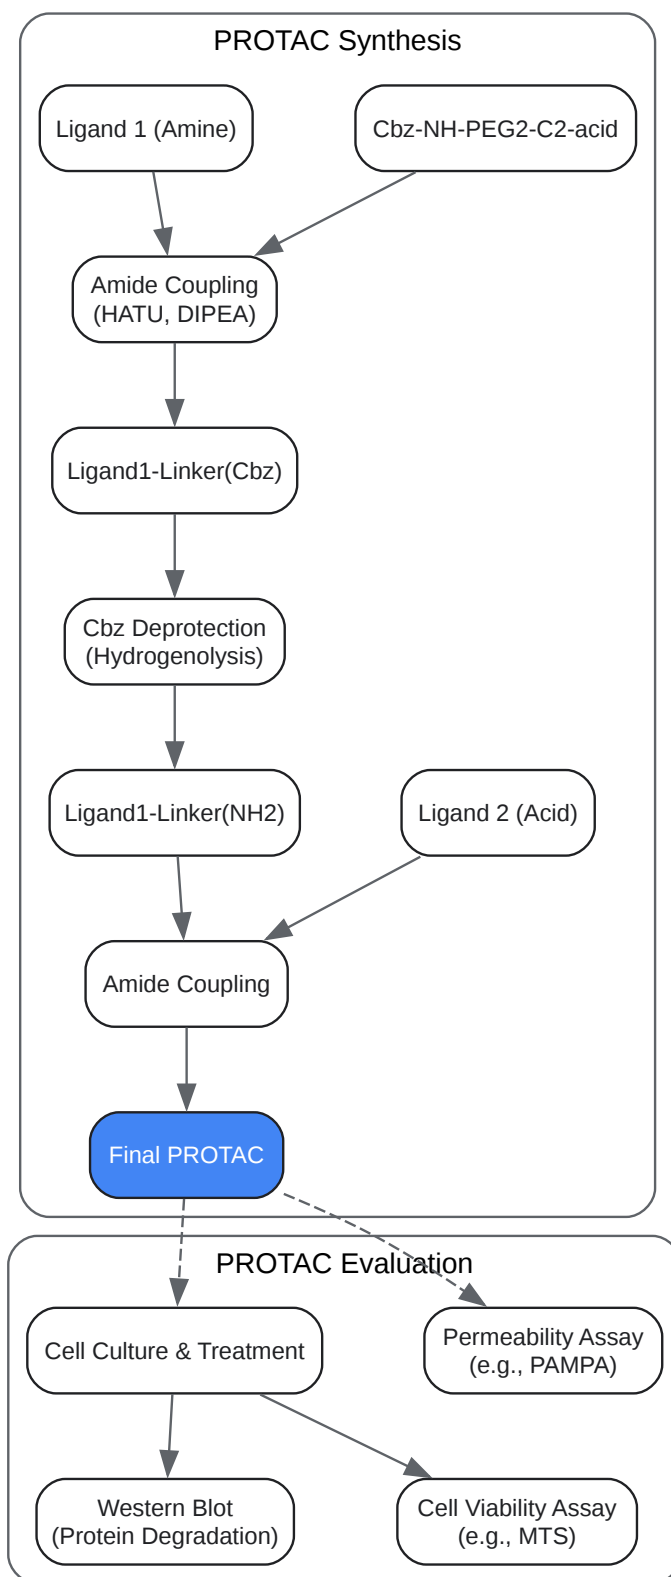 PROTAC Synthesis
Ligand 1 (Amine)
Cbz-NH-PEG2-C2-acid
Amide Coupling
(HATU, DIPEA)
Ligand1-Linker(Cbz)
Cbz Deprotection
(Hydrogenolysis)
Ligand1-Linker(NH2)
Ligand 2 (Acid)
Amide Coupling
Final PROTAC
PROTAC Evaluation
Cell Culture & Treatment
Permeability Assay
(e.g., PAMPA)
Western Blot
(Protein Degradation)
Cell Viability Assay
(e.g., MTS)